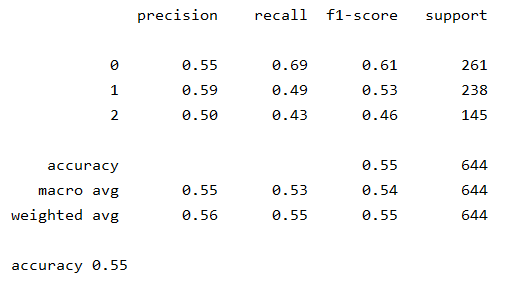 precision recall f1-score support
0 0.55 0.69 0.61 261
1 0.59 0.49 0.53 238
2 0.50 0.43 0.46 145
accuracy 0.55 644
macro avg 0.55 0.53 0.54 644
weighted avg 0.56 0.55 0.55 644
accuracy 0.55